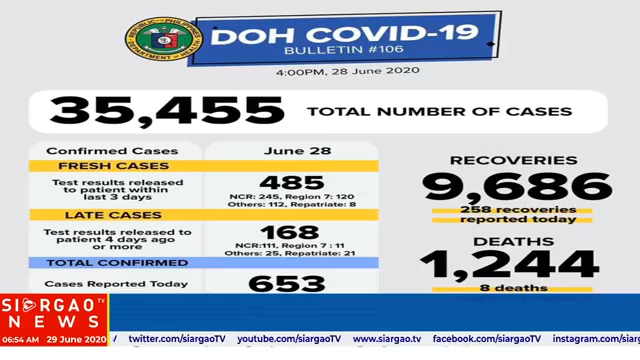 DOH COVID-19
BULLETIN #106
4:00PM, 28 June 2020
35,455 TOTAL NUMBER OF CASES
Confirmed Cases
June 28
FRESH CASES
Test results released
to patient within
last 3 days
485
NCR: 245, Region 7: 120
Others: 112, Repatriate: 8
LATE CASES
Test results released to
patient 4 days ago
or more
168
NCR:111, Region 7 : 11
Others: 25, Repatriate: 21
TOTAL CONFIRMED
Cases Reported Today
653
RECOVERIES
9,686
258 recoveries
reported today
DEATHS
1,244
8 deaths
SIARGAO TV
NEWS
06:54 AM 29 June 2020
/ twitter.com/siargaoTV youtube.com/siargaoTV www.siargao.tv facebook.com/siargaoTV instagram.com/siar